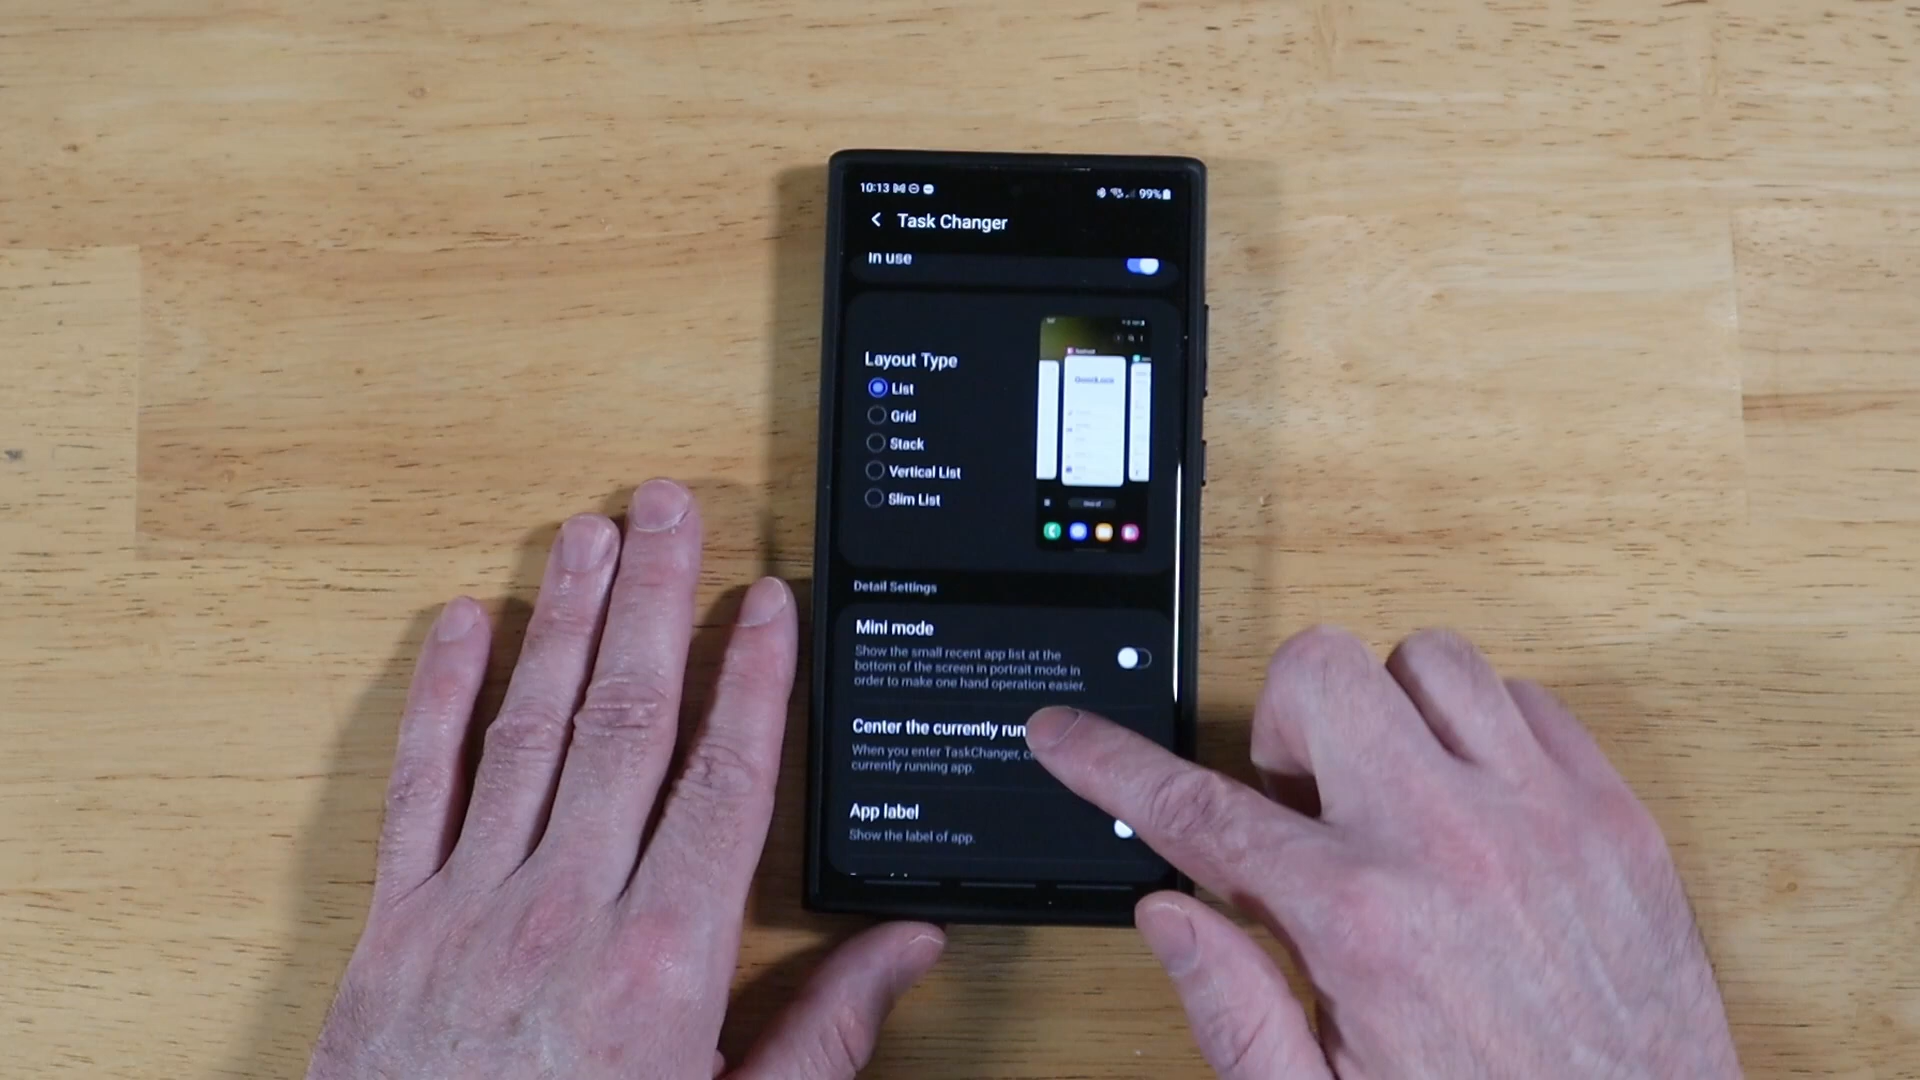 10:13
99%
Task Changer
In use
Layout Type
List
Grid
Stack
Vertical List
Slim List
Detail Settings
Mini mode
Show the small recent app list at the
bottom of the screen in portrait mode in
order to make one hand operation easier.
Center the currently run
When you enter TaskChanger, ce
currently running app.
App label
Show the label of app.